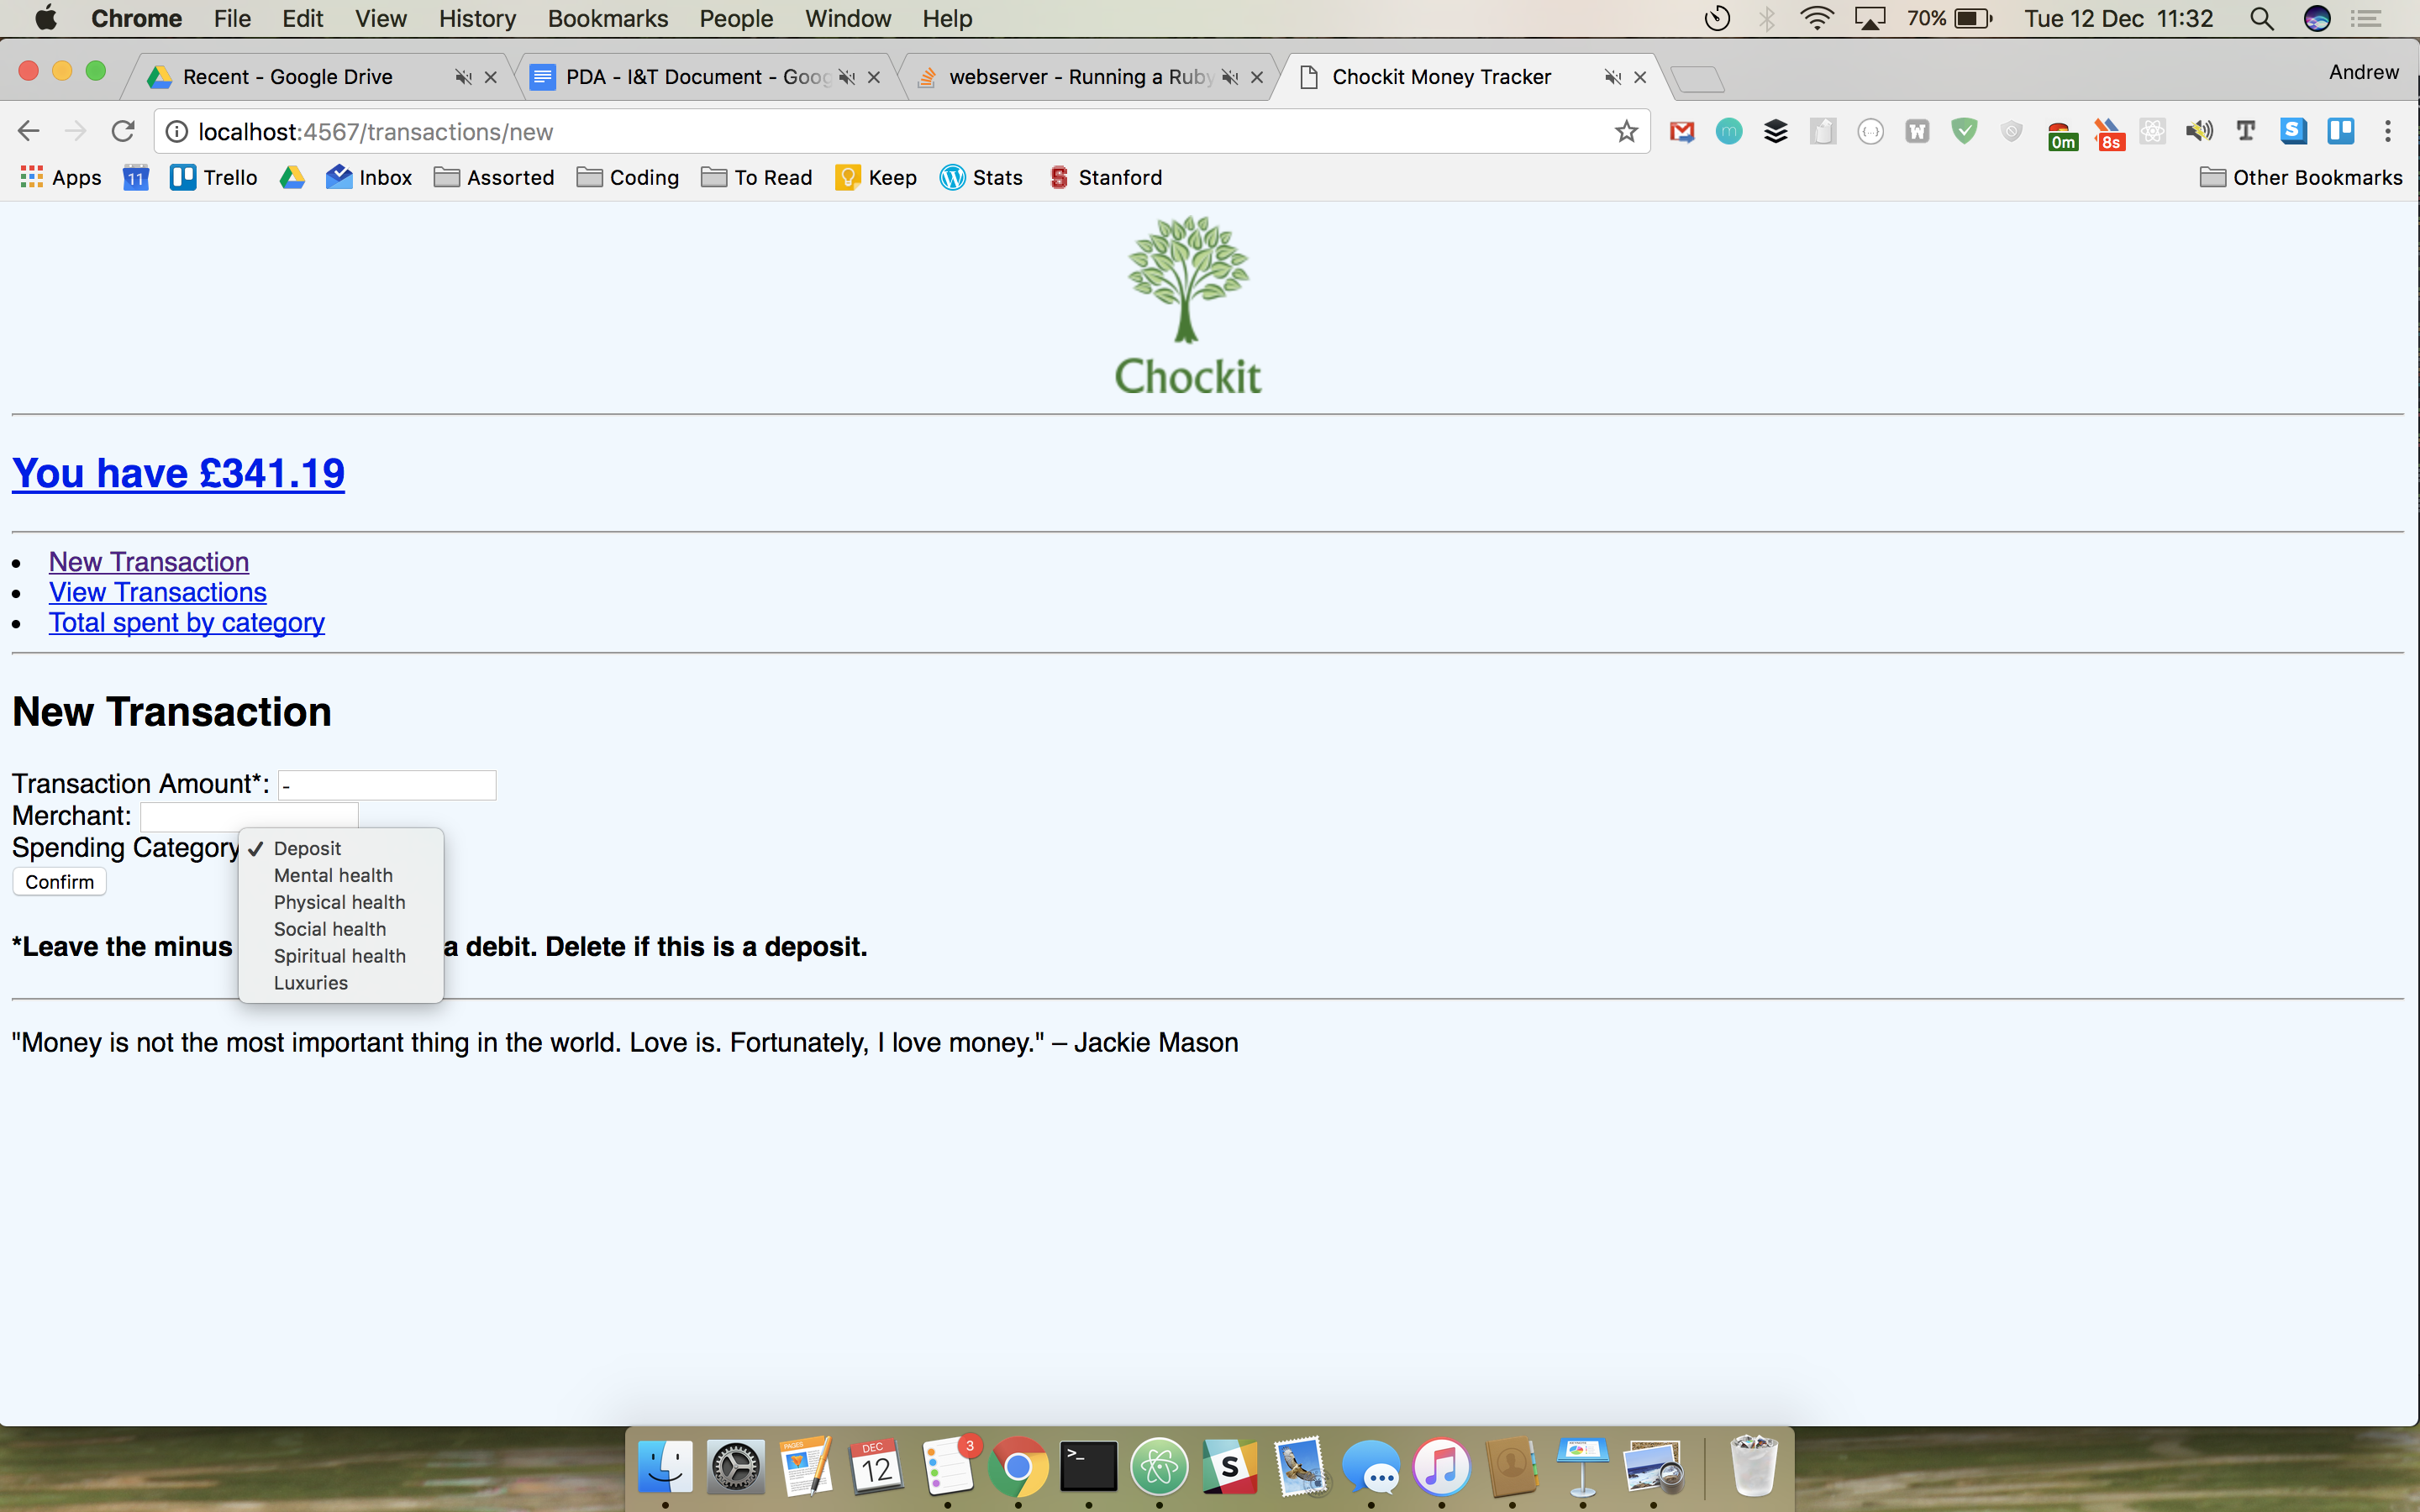 Chrome File Edit View History Bookmarks People Window Help 70% Tue 12 Dec 11:32
Recent - Google Drive PDA - I&T Document - Goog webserver - Running a Ruby Chockit Money Tracker Andrew
localhost:4567/transactions/new m {...} W 0m 8s T S
Apps 11 Trello Inbox Assorted Coding To Read Keep Stats Stanford Other Bookmarks
Chockit
You have £341.19
New Transaction
View Transactions
Total spent by category
New Transaction
Transaction Amount*: -
Merchant:
Spending Category ✓ Deposit
Mental health
Confirm
Physical health
Social health
*Leave the minus a debit. Delete if this is a deposit.
Spiritual health
Luxuries
"Money is not the most important thing in the world. Love is. Fortunately, I love money." – Jackie Mason
PAGES DEC 12 3 >_ S